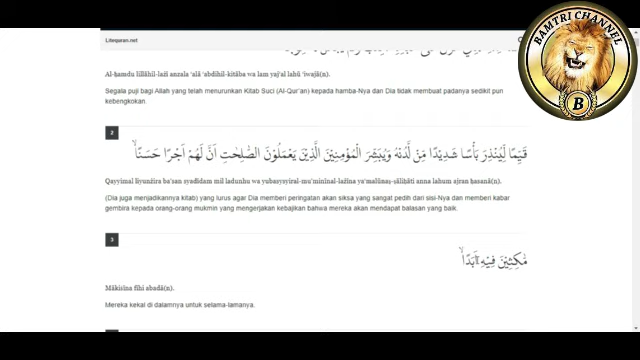 Litequran.net
BAMTRI CHANNEL
B
Al-ḥamdu lillāhil-lażī anzala ‘alā ‘abdihil-kitāba wa lam yaj‘al lahū ‘iwajā(n).
Segala puji bagi Allah yang telah menurunkan Kitab Suci (Al-Qur'an) kepada hamba-Nya dan Dia tidak membuat padanya sedikit pun
kebengkokan.
2
قَيِّمًا لِّيُنْذِرَ بَأْسًا شَدِيْدًا مِّنْ لَّدُنْهُ وَيُبَشِّرَ الْمُؤْمِنِيْنَ الَّذِيْنَ يَعْمَلُوْنَ الصّٰلِحٰتِ اَنَّ لَهُمْ اَجْرًا حَسَنًاۙ
Qayyimal liyunżira ba'san syadīdam mil ladunhu wa yubasysyiral-mu'minīnal-lażīna ya‘malūnaṣ-ṣāliḥāti anna lahum ajran ḥasanā(n).
(Dia juga menjadikannya kitab) yang lurus agar Dia memberi peringatan akan siksa yang sangat pedih dari sisi-Nya dan memberi kabar
gembira kepada orang-orang mukmin yang mengerjakan kebajikan bahwa mereka akan mendapat balasan yang baik.
3
مّٰكِثِيْنَ فِيْهِ اَبَدًاۙ
Mākiṡīna fīhi abadā(n).
Mereka kekal di dalamnya untuk selama-lamanya.